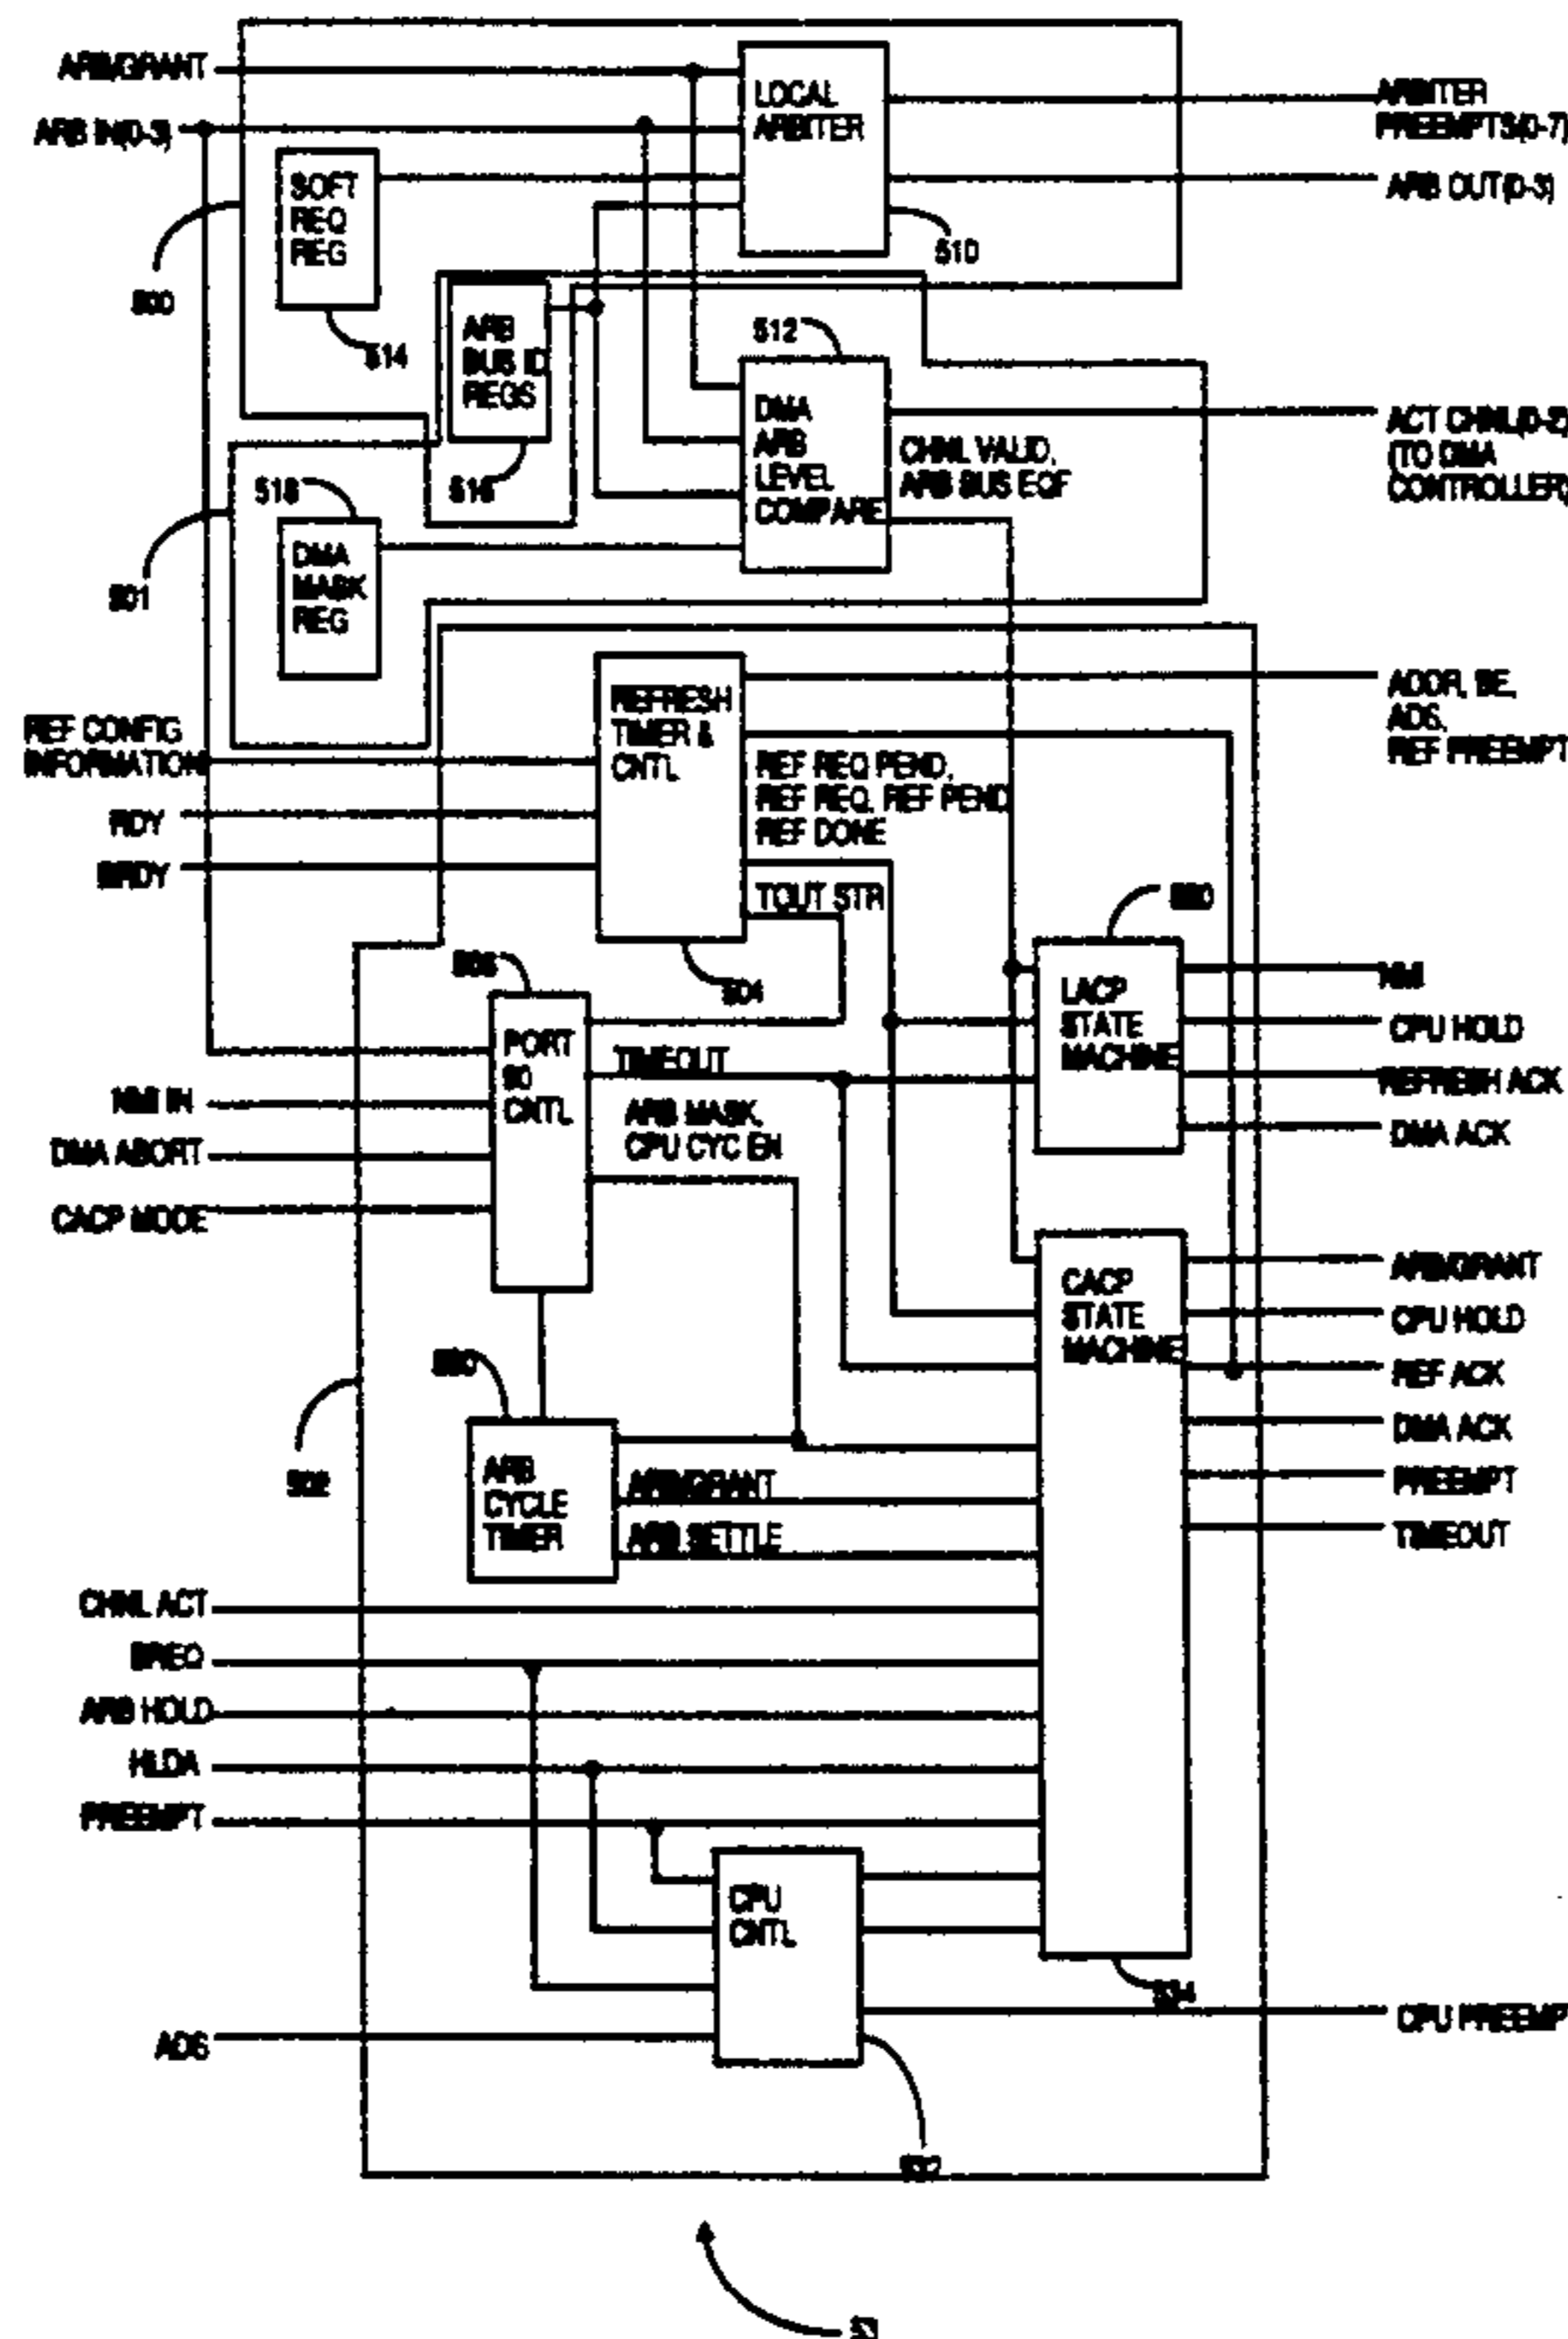 ARB/GRANT
ARB IN(0-3)
LOCAL
ARBITER
ARBITER
PREEMPTS(0-7)
ARB OUT(0-3)
SOFT
REQ
REG
510
500
514
ARB
BUS ID
REGS
516
512
DMA
ARB
LEVEL
COMPARE
CHNL VALID,
ARB BUS EQF
ACT CHNL(0-2)
(TO DMA
CONTROLLER)
518
DMA
MASK
REG
501
REFRESH
TIMER &
CNTL
REF CONFIG
INFORMATION
RDY
BRDY
ADDR, BE,
ADS,
REF PREEMPT
REF REQ PEND,
REF REQ, REF PEND
REF DONE
TOUT STR
504
PORT
90
CNTL
TIMEOUT
ARB MASK,
CPU CYC EN
NMI IN
DMA ABORT
CACP MODE
LACP
STATE
MACHINE
NMI
CPU HOLD
REFRESH ACK
DMA ACK
CACP
STATE
MACHINE
ARB/GRANT
CPU HOLD
REF ACK
DMA ACK
PREEMPT
TIMEOUT
502
ARB
CYCLE
TIMER
ARB/GRANT
ARB SETTLE
CHNL ACT
BREQ
ARB HOLD
HLDA
PREEMPT
CPU
CNTL
534
ADS
CPU PREEMP
532